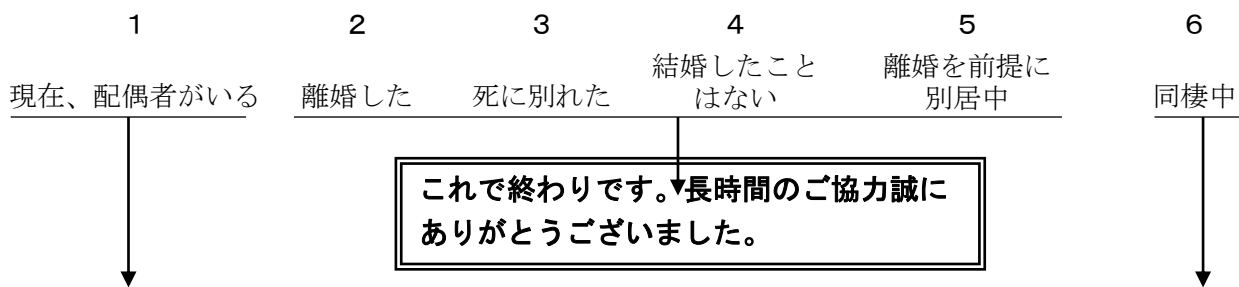 1 2 3 4 5 6
現在、配偶者がいる 離婚した 死に別れた 結婚したこと
はない 離婚を前提に
別居中 同棲中
これで終わりです。長時間のご協力誠に
ありがとうございました。